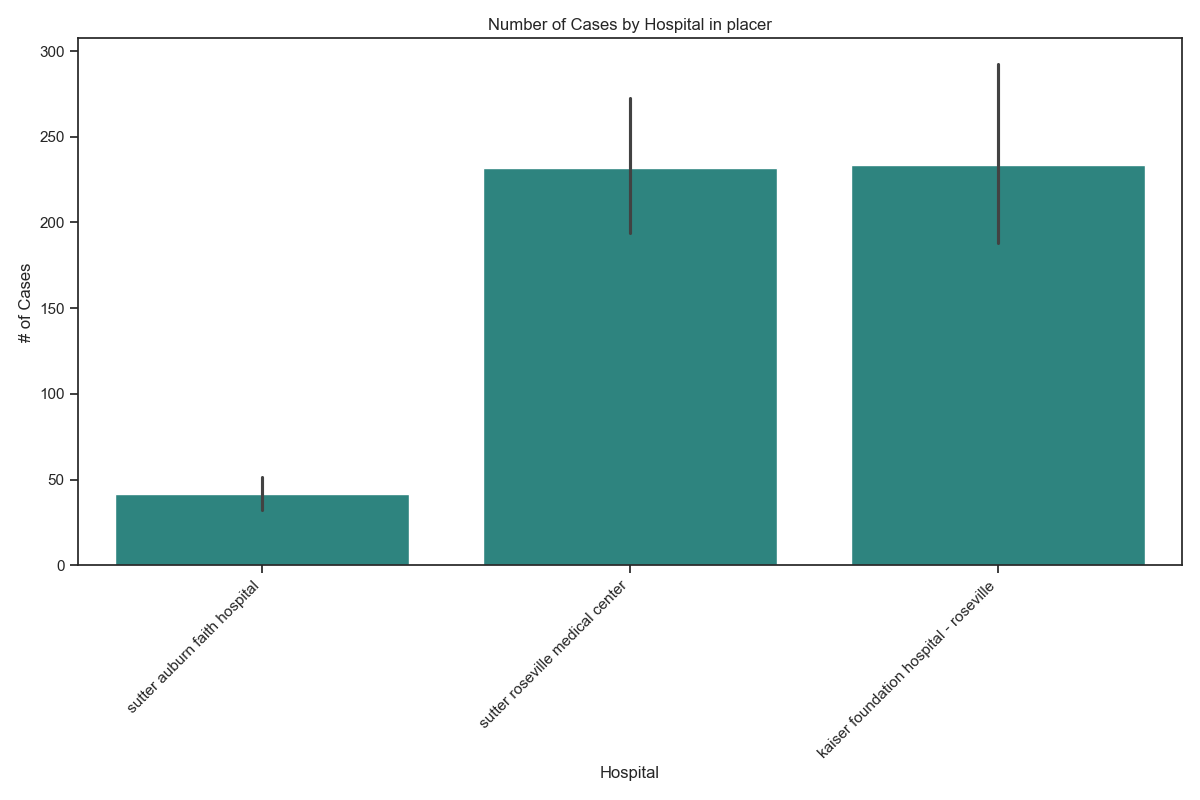 Number of Cases by Hospital in placer
300
250
200
150
100
50
0
# of Cases
sutter auburn faith hospital
sutter roseville medical center
kaiser foundation hospital - roseville
Hospital